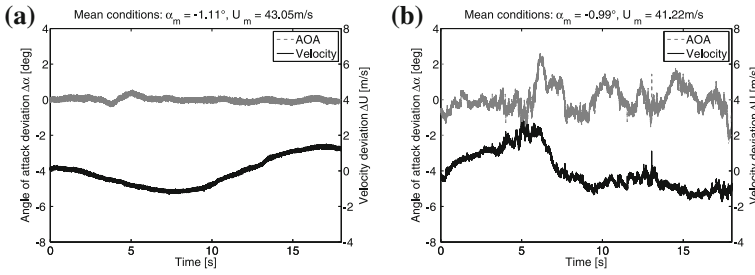 (a)
Mean conditions: α_m = -1.11°, U_m = 43.05m/s
Angle of attack deviation Δα [deg]
4
2
0
-2
-4
-6
-8
AOA
Velocity
8
6
4
2
0
-2
-4
Velocity deviation ΔU [m/s]
0 5 10 15
Time [s]
(b)
Mean conditions: α_m = -0.99°, U_m = 41.22m/s
Angle of attack deviation Δα [deg]
4
2
0
-2
-4
-6
-8
AOA
Velocity
8
6
4
2
0
-2
-4
Velocity deviation ΔU [m/s]
0 5 10 15
Time [s]